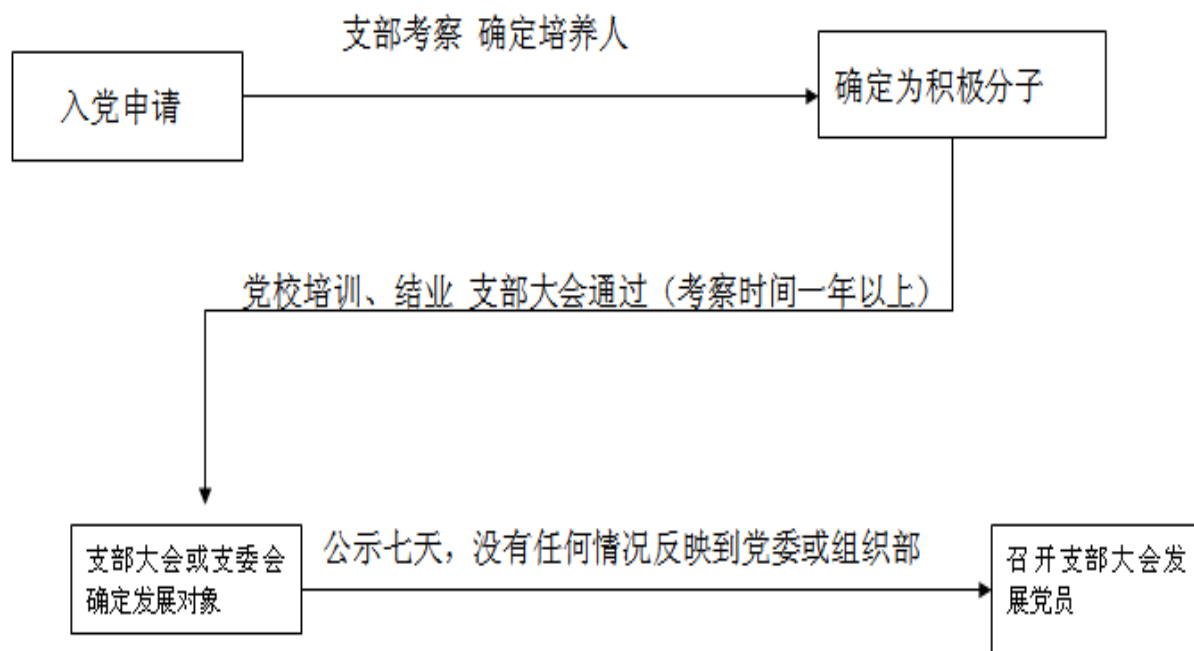 支部考察 确定培养人
入党申请
确定为积极分子
党校培训、结业 支部大会通过（考察时间一年以上）
支部大会或支委会
确定发展对象
公示七天，没有任何情况反映到党委或组织部
召开支部大会发
展党员